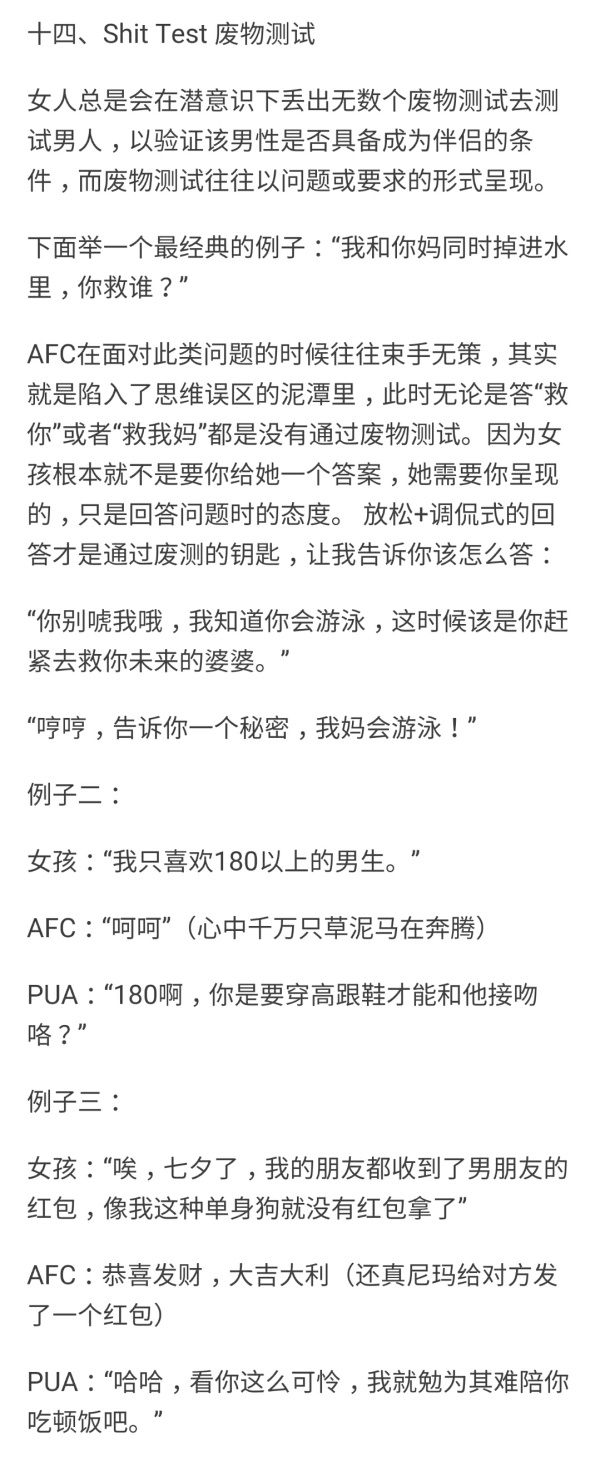 十四、Shit Test 废物测试
女人总是会在潜意识下丢出无数个废物测试去测
试男人，以验证该男性是否具备成为伴侣的条
件，而废物测试往往以问题或要求的形式呈现。
下面举一个最经典的例子：“我和你妈同时掉进水
里，你救谁？”
AFC在面对此类问题的时候往往束手无策，其实
就是陷入了思维误区的泥潭里，此时无论是答“救
你”或者“救我妈”都是没有通过废物测试。因为女
孩根本就不是要你给她一个答案，她需要你呈现
的，只是回答问题时的态度。 放松+调侃式的回
答才是通过废测的钥匙，让我告诉你该怎么答：
“你别唬我哦，我知道你会游泳，这时候该是你赶
紧去救你未来的婆婆。”
“哼哼，告诉你一个秘密，我妈会游泳！”
例子二：
女孩：“我只喜欢180以上的男生。”
AFC：“呵呵”（心中千万只草泥马在奔腾）
PUA：“180啊，你是要穿高跟鞋才能和他接吻
咯？”
例子三：
女孩：“唉，七夕了，我的朋友都收到了男朋友的
红包，像我这种单身狗就没有红包拿了”
AFC：恭喜发财，大吉大利（还真尼玛给对方发
了一个红包）
PUA：“哈哈，看你这么可怜，我就勉为其难陪你
吃顿饭吧。”